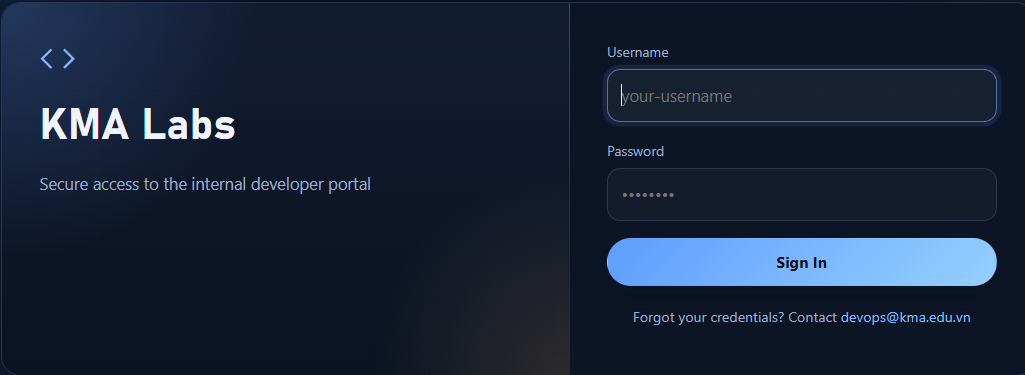 KMA Labs
Secure access to the internal developer portal
Username
your-username
Password
••••••••
Sign In
Forgot your credentials? Contact devops@kma.edu.vn